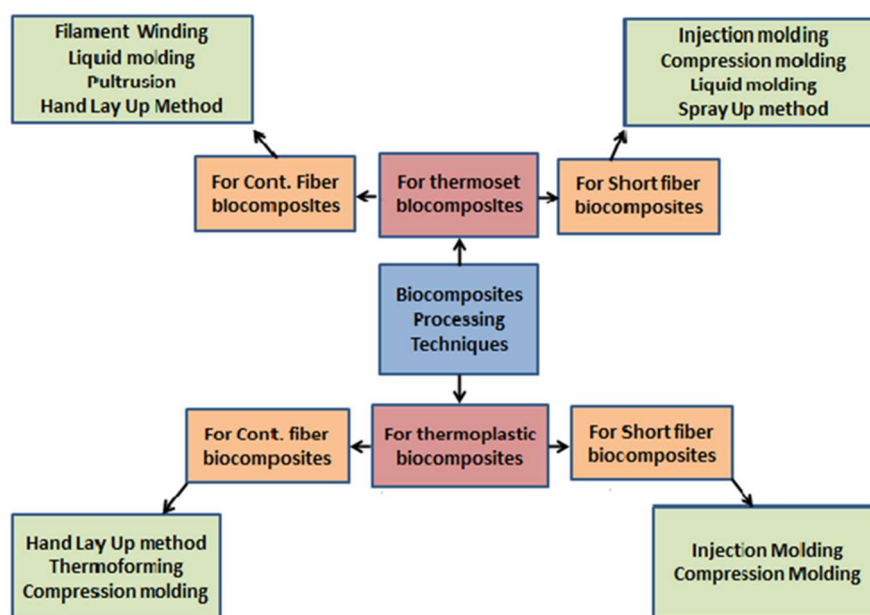 Filament Winding
Liquid molding
Pultrusion
Hand Lay Up Method
Injection molding
Compression molding
Liquid molding
Spray Up method
For Cont. Fiber
biocomposites
For thermoset
biocomposites
For Short fiber
biocomposites
Biocomposites
Processing
Techniques
For Cont. fiber
biocomposites
For thermoplastic
biocomposites
For Short fiber
biocomposites
Hand Lay Up method
Thermoforming
Compression molding
Injection Molding
Compression Molding